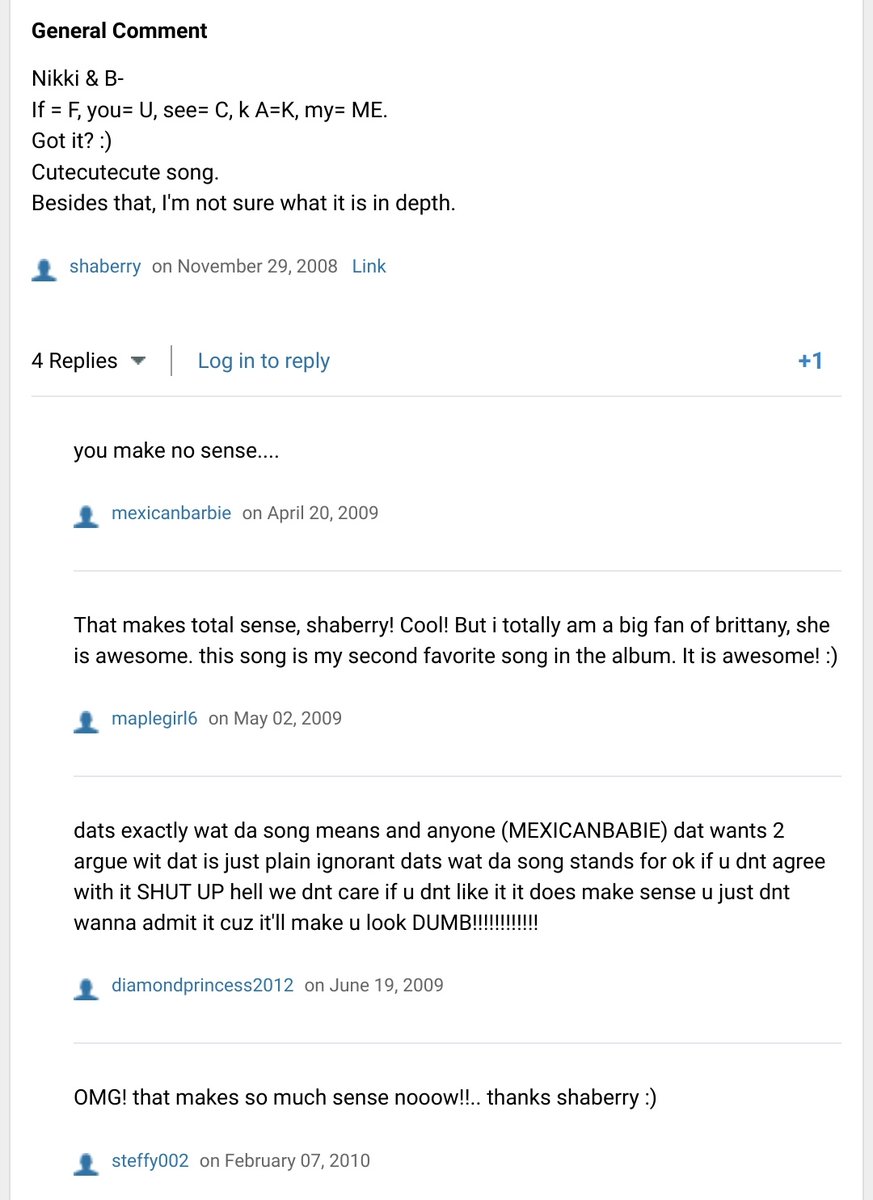 General Comment
Nikki & B-
If = F, you= U, see= C, k A=K, my= ME.
Got it? :)
Cutecutecute song.
Besides that, I'm not sure what it is in depth.
shaberry on November 29, 2008 Link
4 Replies Log in to reply +1
you make no sense....
mexicanbarbie on April 20, 2009
That makes total sense, shaberry! Cool! But i totally am a big fan of brittany, she
is awesome. this song is my second favorite song in the album. It is awesome! :)
maplegirl6 on May 02, 2009
dats exactly wat da song means and anyone (MEXICANBABIE) dat wants 2
argue wit dat is just plain ignorant dats wat da song stands for ok if u dnt agree
with it SHUT UP hell we dnt care if u dnt like it it does make sense u just dnt
wanna admit it cuz it'll make u look DUMB!!!!!!!!!!!!
diamondprincess2012 on June 19, 2009
OMG! that makes so much sense nooow!!.. thanks shaberry :)
steffy002 on February 07, 2010